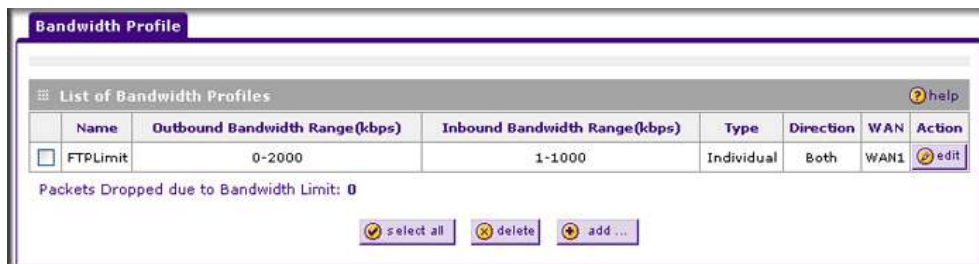 Bandwidth Profile
List of Bandwidth Profiles help
Name Outbound Bandwidth Range(kbps) Inbound Bandwidth Range(kbps) Type Direction WAN Action
FTPLimit 0-2000 1-1000 Individual Both WAN1 edit
Packets Dropped due to Bandwidth Limit: 0
select all delete add ...